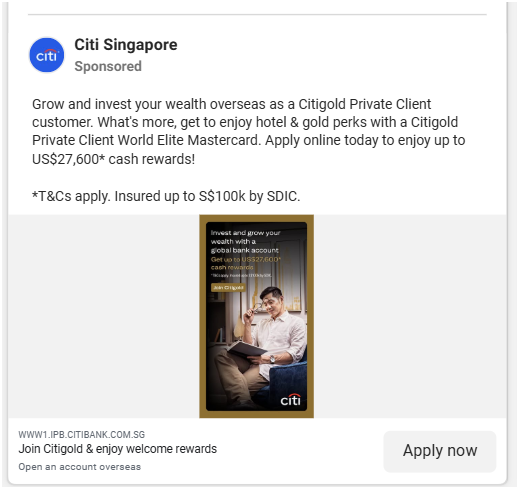 Citi Singapore
citi
Sponsored
Grow and invest your wealth overseas as a Citigold Private Client
customer. What's more, get to enjoy hotel & gold perks with a Citigold
Private Client World Elite Mastercard. Apply online today to enjoy up to
US$27,600* cash rewards!
*T&Cs apply. Insured up to S$100k by SDIC.
Invest and grow your
wealth with a
global bank account
Get up to US$27,600*
cash rewards
Join Citigold
citi
WWW1.IPB.CITIBANK.COM.SG
Join Citigold & enjoy welcome rewards
Open an account overseas
Apply now